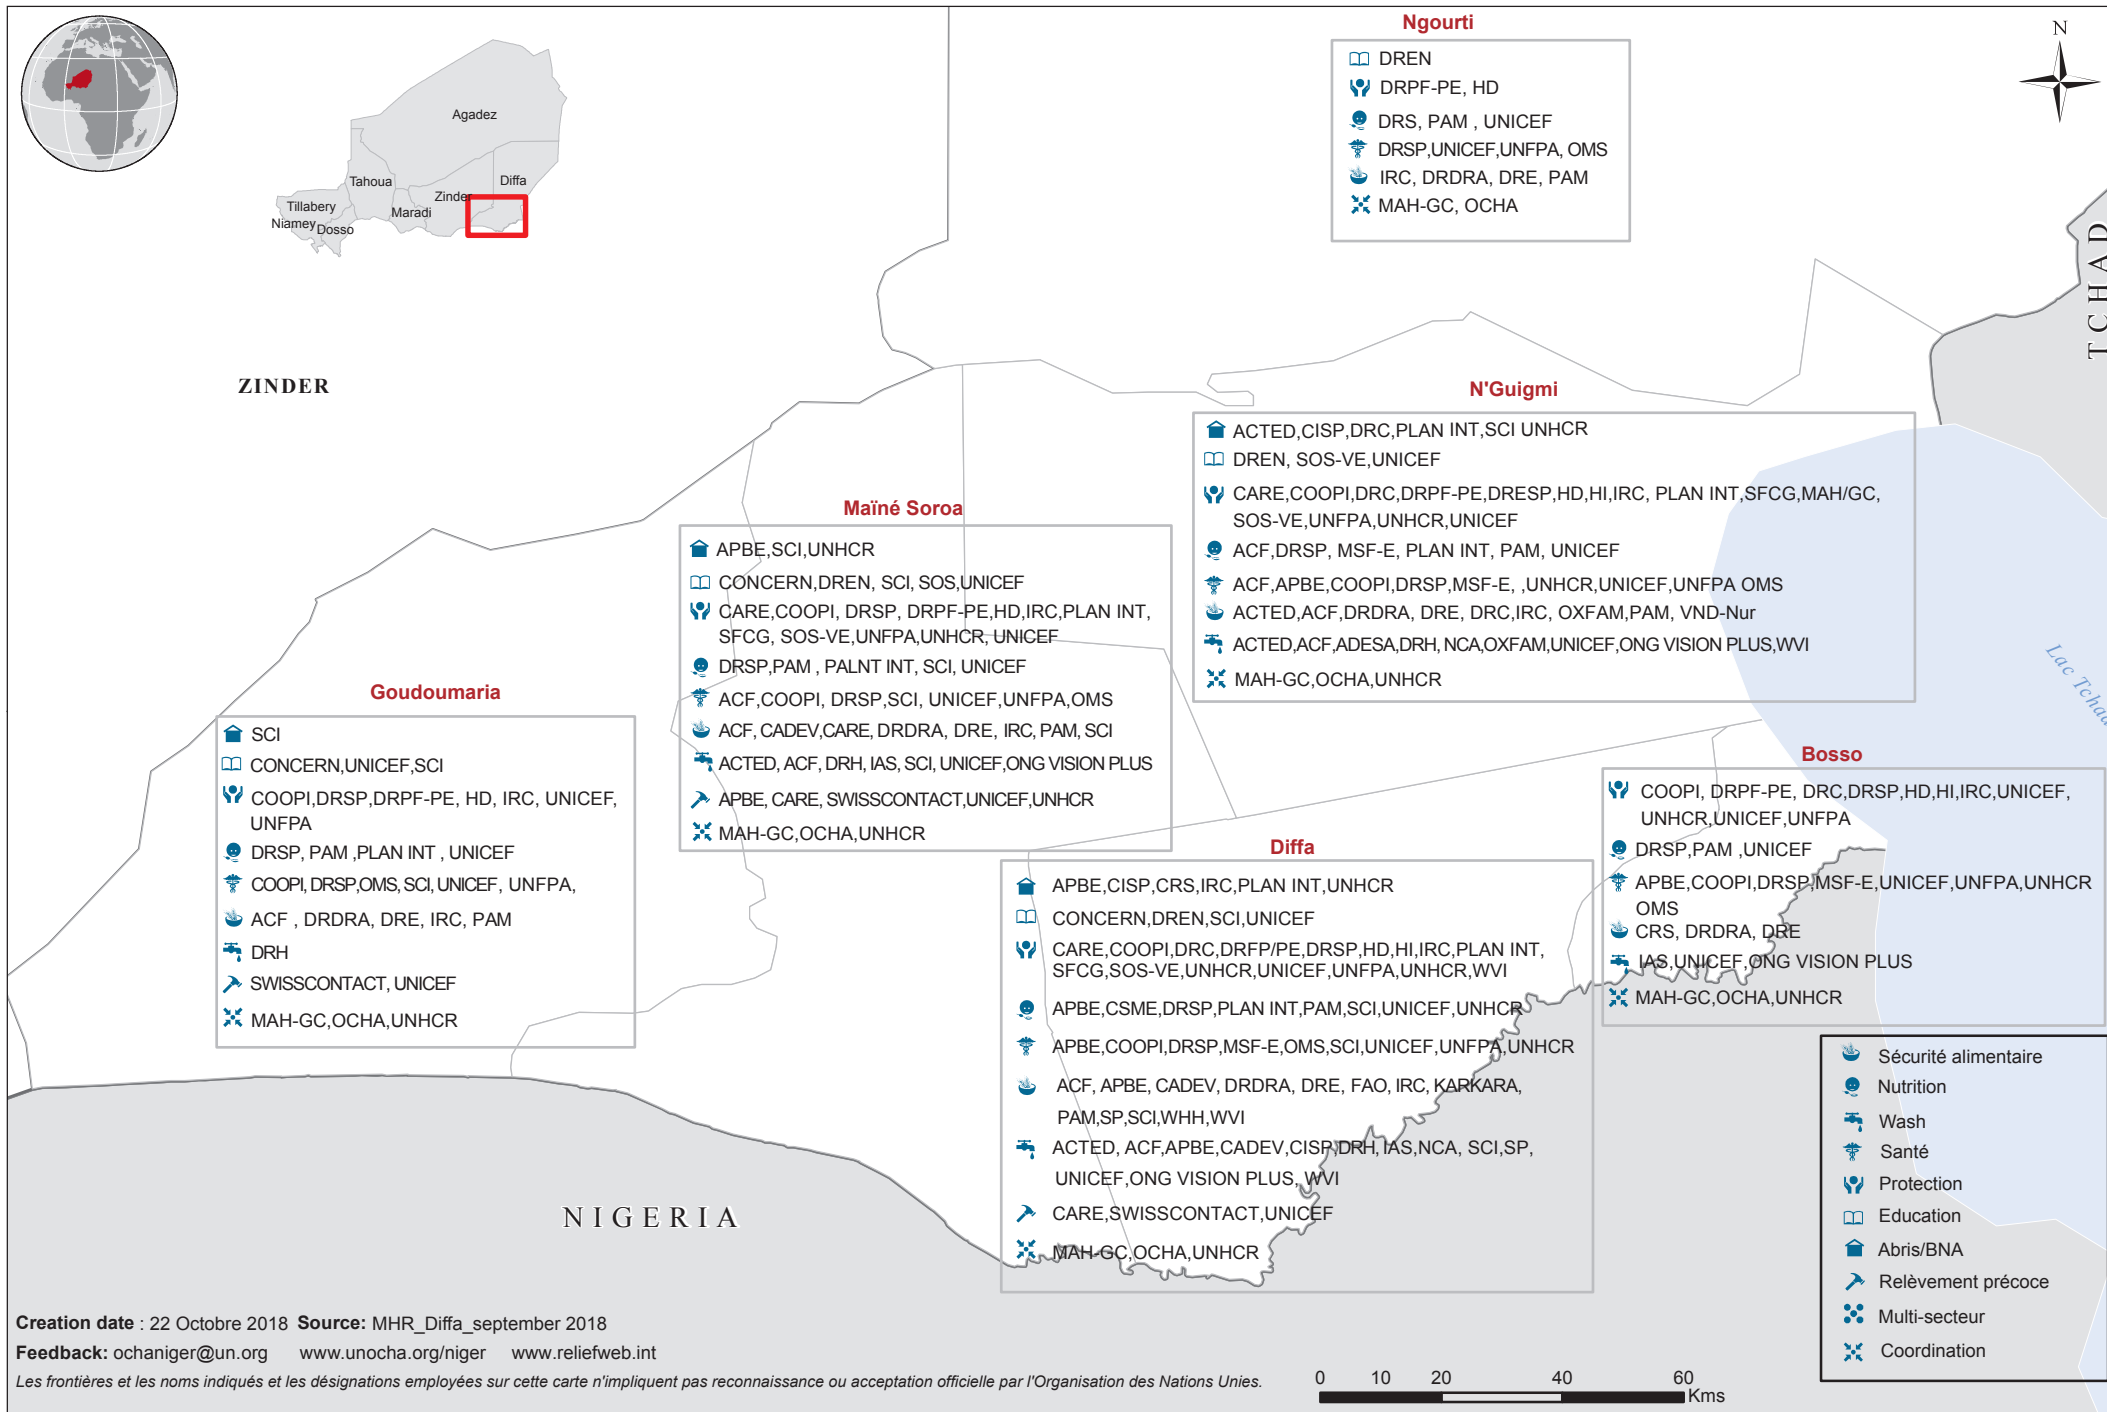 Agadez
Tahoua
Diffa
Zinder
Tillabery
Maradi
Niamey
Dosso
Ngourti
DREN
DRPF-PE, HD
DRS, PAM , UNICEF
DRSP,UNICEF,UNFPA, OMS
IRC, DRDRA, DRE, PAM
MAH-GC, OCHA
N
TCHAD
ZINDER
N'Guigmi
ACTED,CISP,DRC,PLAN INT,SCI UNHCR
DREN, SOS-VE,UNICEF
CARE,COOPI,DRC,DRPF-PE,DRESP,HD,HI,IRC, PLAN INT,SFCG,MAH/GC,
SOS-VE,UNFPA,UNHCR,UNICEF
ACF,DRSP, MSF-E, PLAN INT, PAM, UNICEF
ACF,APBE,COOPI,DRSP,MSF-E, ,UNHCR,UNICEF,UNFPA OMS
ACTED,ACF,DRDRA, DRE, DRC,IRC, OXFAM,PAM, VND-Nur
ACTED,ACF,ADESA,DRH, NCA,OXFAM,UNICEF,ONG VISION PLUS,WVI
MAH-GC,OCHA,UNHCR
Maïné Soroa
APBE,SCI,UNHCR
CONCERN,DREN, SCI, SOS,UNICEF
CARE,COOPI, DRSP, DRPF-PE,HD,IRC,PLAN INT,
SFCG, SOS-VE,UNFPA,UNHCR, UNICEF
DRSP,PAM , PALNT INT, SCI, UNICEF
ACF,COOPI, DRSP,SCI, UNICEF,UNFPA,OMS
ACF, CADEV,CARE, DRDRA, DRE, IRC, PAM, SCI
ACTED, ACF, DRH, IAS, SCI, UNICEF,ONG VISION PLUS
APBE, CARE, SWISSCONTACT,UNICEF,UNHCR
MAH-GC,OCHA,UNHCR
Lac Tchad
Goudoumaria
SCI
CONCERN,UNICEF,SCI
COOPI,DRSP,DRPF-PE, HD, IRC, UNICEF,
UNFPA
DRSP, PAM ,PLAN INT , UNICEF
COOPI, DRSP,OMS, SCI, UNICEF, UNFPA,
ACF , DRDRA, DRE, IRC, PAM
DRH
SWISSCONTACT, UNICEF
MAH-GC,OCHA,UNHCR
Bosso
COOPI, DRPF-PE, DRC,DRSP,HD,HI,IRC,UNICEF,
UNHCR,UNICEF,UNFPA
DRSP,PAM ,UNICEF
APBE,COOPI,DRSP,MSF-E,UNICEF,UNFPA,UNHCR
OMS
CRS, DRDRA, DRE
IAS,UNICEF,ONG VISION PLUS
MAH-GC,OCHA,UNHCR
Diffa
APBE,CISP,CRS,IRC,PLAN INT,UNHCR
CONCERN,DREN,SCI,UNICEF
CARE,COOPI,DRC,DRFP/PE,DRSP,HD,HI,IRC,PLAN INT,
SFCG,SOS-VE,UNHCR,UNICEF,UNFPA,UNHCR,WVI
APBE,CSME,DRSP,PLAN INT,PAM,SCI,UNICEF,UNHCR
APBE,COOPI,DRSP,MSF-E,OMS,SCI,UNICEF,UNFPA,UNHCR
ACF, APBE, CADEV, DRDRA, DRE, FAO, IRC, KARKARA,
PAM,SP,SCI,WHH,WVI
ACTED, ACF,APBE,CADEV,CISP,DRH, IAS,NCA, SCI,SP,
UNICEF,ONG VISION PLUS, WVI
CARE,SWISSCONTACT,UNICEF
MAH-GC,OCHA,UNHCR
NIGERIA
Sécurité alimentaire
Nutrition
Wash
Santé
Protection
Education
Abris/BNA
Relèvement précoce
Multi-secteur
Coordination
Creation date : 22 Octobre 2018 Source: MHR_Diffa_september 2018
Feedback: ochaniger@un.org www.unocha.org/niger www.reliefweb.int
Les frontières et les noms indiqués et les désignations employées sur cette carte n'impliquent pas reconnaissance ou acceptation officielle par l'Organisation des Nations Unies.
0 10 20 40 60
Kms